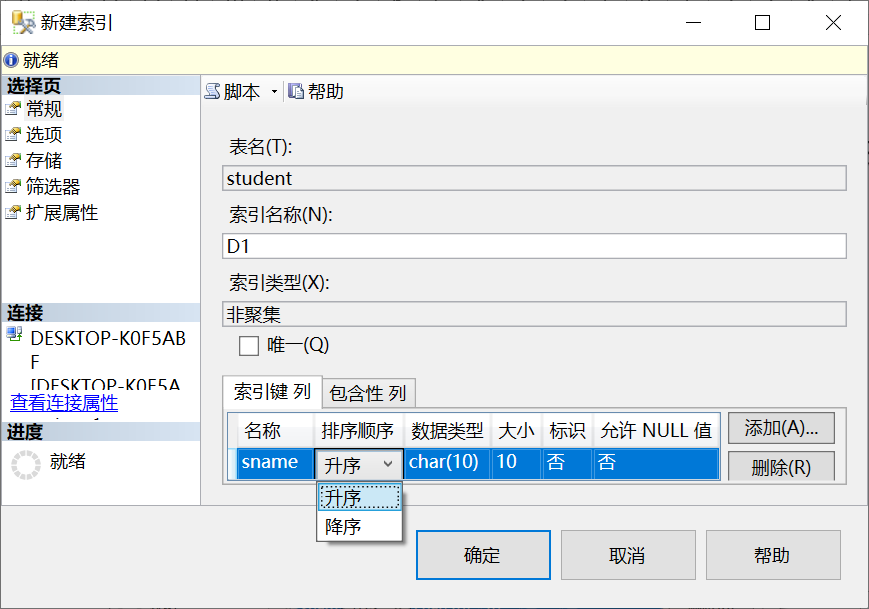 新建索引
就绪
选择页
常规
选项
存储
筛选器
扩展属性
连接
DESKTOP-K0F5AB
F
[DESKTOP-K0F5A
查看连接属性
进度
就绪
脚本 帮助
表名(T):
student
索引名称(N):
D1
索引类型(X):
非聚集
唯一(Q)
索引键 列 包含性 列
名称 排序顺序 数据类型 大小 标识 允许 NULL 值
sname 升序 char(10) 10 否 否
升序
降序
添加(A)...
删除(R)
确定 取消 帮助